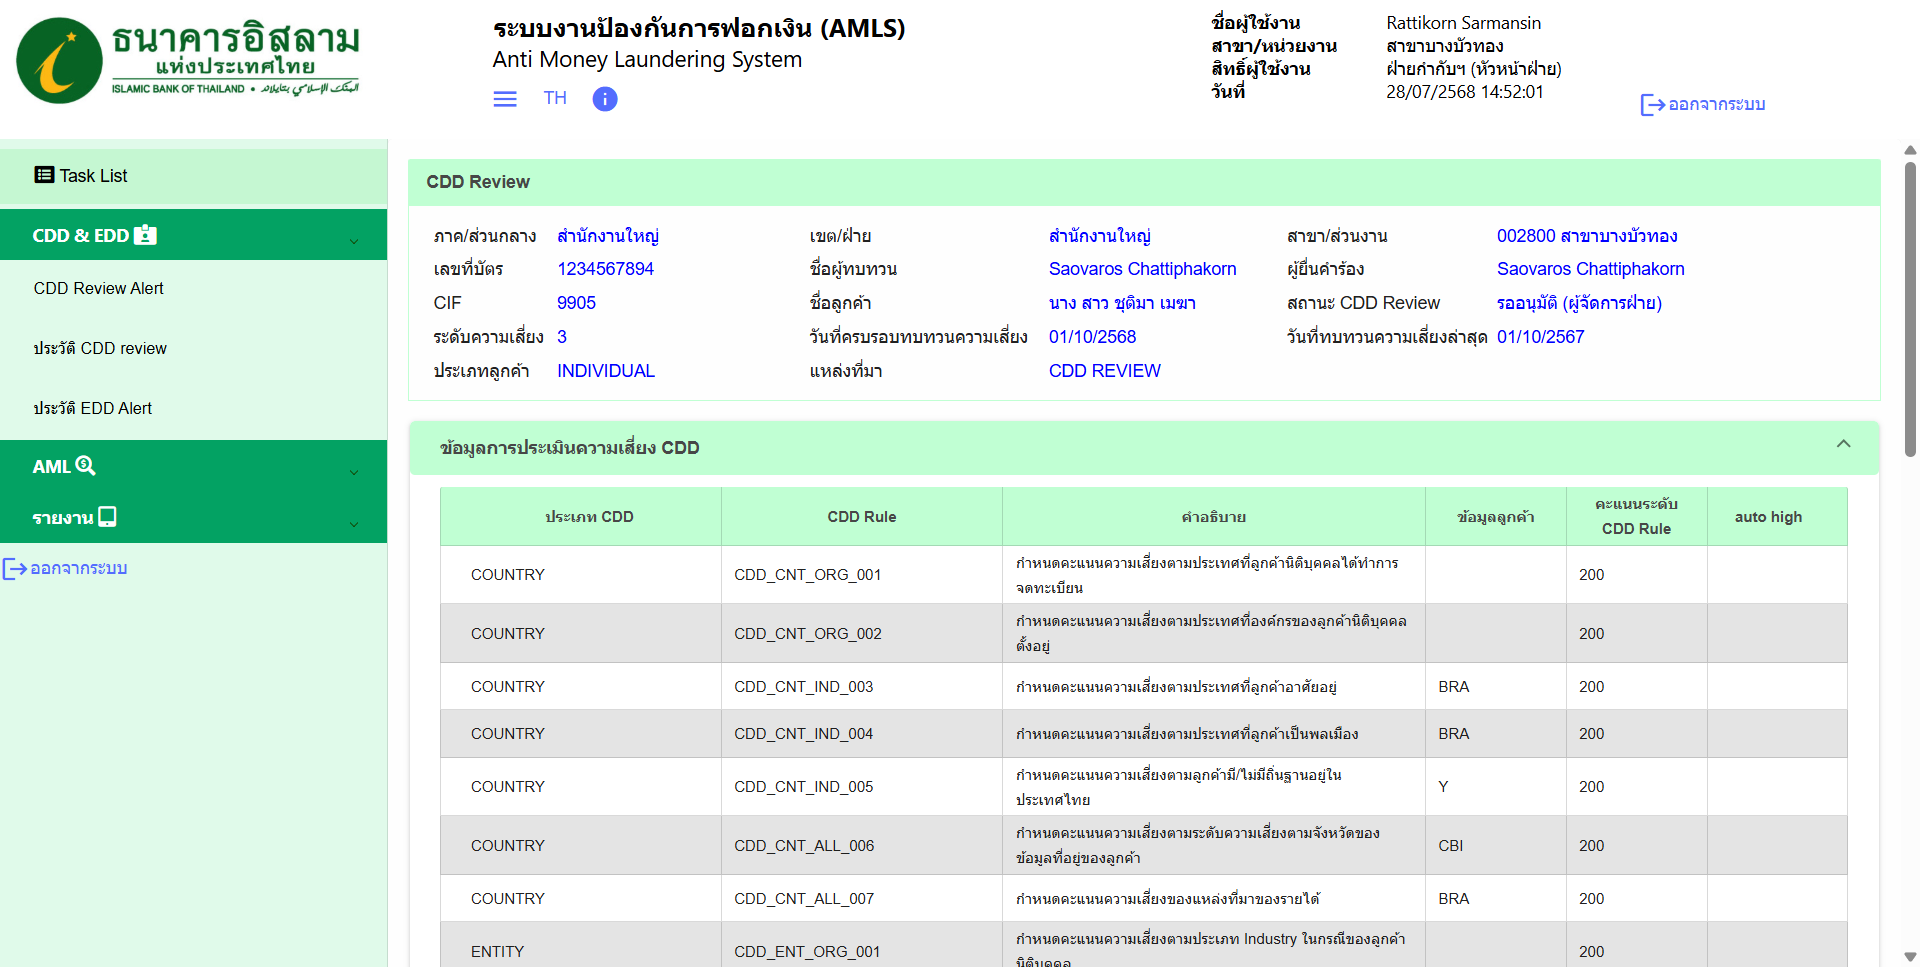 ธนาคารอิสลาม
แห่งประเทศไทย
ISLAMIC BANK OF THAILAND •
ระบบงานป้องกันการฟอกเงิน (AMLS)
Anti Money Laundering System
TH
ชื่อผู้ใช้งาน Rattikorn Sarmansin
สาขา/หน่วยงาน สาขาบางบัวทอง
สิทธิ์ผู้ใช้งาน ฝ่ายกำกับฯ (หัวหน้าฝ่าย)
วันที่ 28/07/2568 14:52:01
ออกจากระบบ
Task List
CDD & EDD
CDD Review Alert
ประวัติ CDD review
ประวัติ EDD Alert
AML
รายงาน
ออกจากระบบ
CDD Review
ภาค/ส่วนกลาง สำนักงานใหญ่ เขต/ฝ่าย สำนักงานใหญ่ สาขา/ส่วนงาน 002800 สาขาบางบัวทอง
เลขที่บัตร 1234567894 ชื่อผู้ทบทวน Saovaros Chattiphakorn ผู้ยื่นคำร้อง Saovaros Chattiphakorn
CIF 9905 ชื่อลูกค้า นาง สาว ชุติมา เมฆา สถานะ CDD Review รออนุมัติ (ผู้จัดการฝ่าย)
ระดับความเสี่ยง 3 วันที่ครบรอบทบทวนความเสี่ยง 01/10/2568 วันที่ทบทวนความเสี่ยงล่าสุด 01/10/2567
ประเภทลูกค้า INDIVIDUAL แหล่งที่มา CDD REVIEW
ข้อมูลการประเมินความเสี่ยง CDD
ประเภท CDD CDD Rule คำอธิบาย ข้อมูลลูกค้า คะแนนระดับ CDD Rule auto high
COUNTRY CDD_CNT_ORG_001 กำหนดคะแนนความเสี่ยงตามประเทศที่ลูกค้านิติบุคคลได้ทำการ
จดทะเบียน 200
COUNTRY CDD_CNT_ORG_002 กำหนดคะแนนความเสี่ยงตามประเทศที่องค์กรของลูกค้านิติบุคคล
ตั้งอยู่ 200
COUNTRY CDD_CNT_IND_003 กำหนดคะแนนความเสี่ยงตามประเทศที่ลูกค้าอาศัยอยู่ BRA 200
COUNTRY CDD_CNT_IND_004 กำหนดคะแนนความเสี่ยงตามประเทศที่ลูกค้าเป็นพลเมือง BRA 200
COUNTRY CDD_CNT_IND_005 กำหนดคะแนนความเสี่ยงตามลูกค้ามี/ไม่มีถิ่นฐานอยู่ใน
ประเทศไทย Y 200
COUNTRY CDD_CNT_ALL_006 กำหนดคะแนนความเสี่ยงตามระดับความเสี่ยงตามจังหวัดของ
ข้อมูลที่อยู่ของลูกค้า CBI 200
COUNTRY CDD_CNT_ALL_007 กำหนดคะแนนความเสี่ยงของแหล่งที่มาของรายได้ BRA 200
ENTITY CDD_ENT_ORG_001 กำหนดคะแนนความเสี่ยงตามประเภท Industry ในกรณีของลูกค้า
นิติบุคคล 200